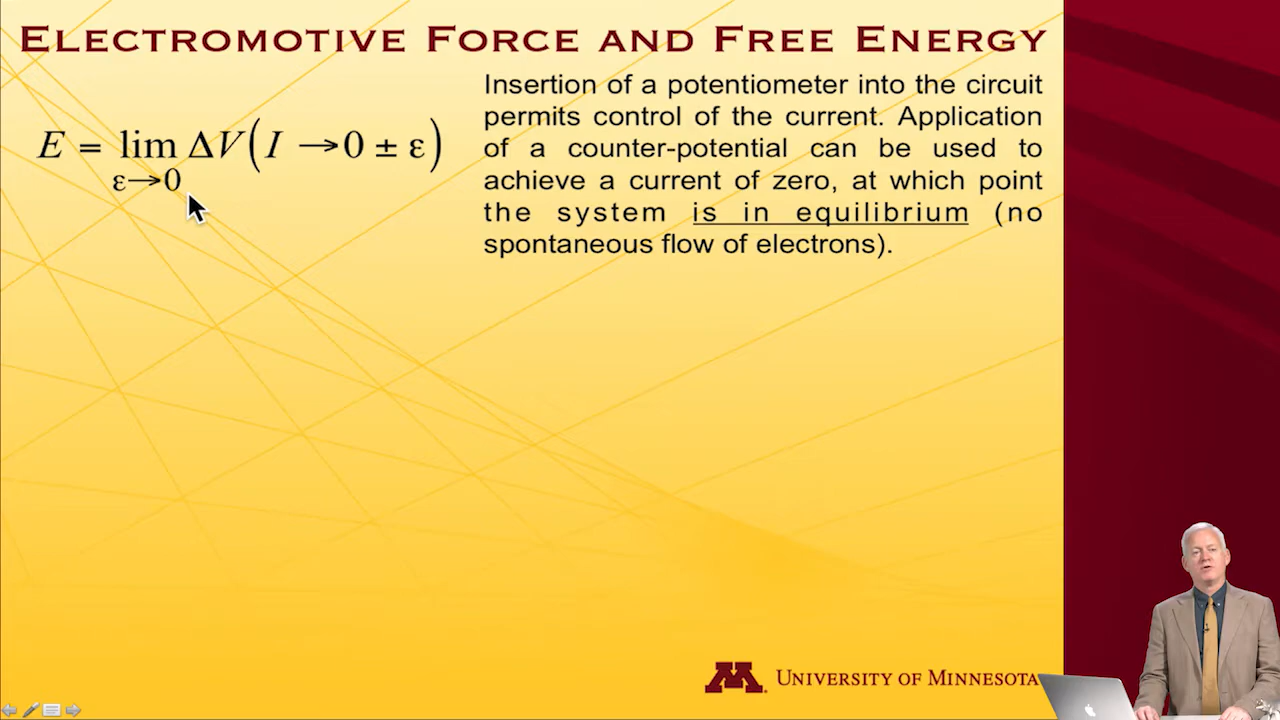 ELECTROMOTIVE FORCE AND FREE ENERGY
E = lim ΔV(I →0 ± ε)
ε→0
Insertion of a potentiometer into the circuit
permits control of the current. Application
of a counter-potential can be used to
achieve a current of zero, at which point
the system is in equilibrium (no
spontaneous flow of electrons).
M UNIVERSITY OF MINNESOTA